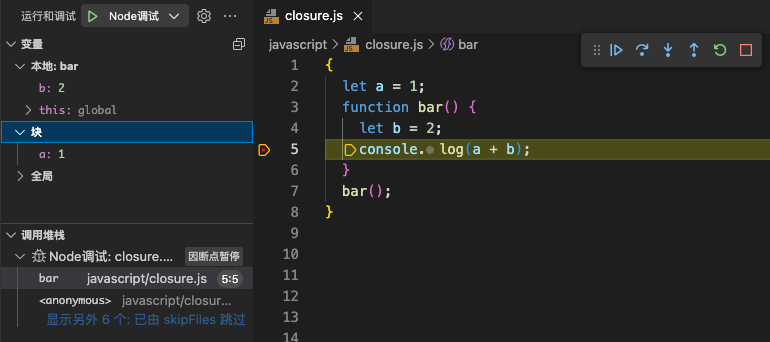 运行和调试 Node调试
变量
本地: bar
b: 2
this: global
块
a: 1
全局
调用堆栈
Node调试: closure.... 因断点暂停
bar javascript/closure.js 5:5
<anonymous> javascript/closur...
显示另外 6 个: 已由 skipFiles 跳过
JS closure.js
javascript > JS closure.js > bar
1 {
2 let a = 1;
3 function bar() {
4 let b = 2;
5 console.log(a + b);
6 }
7 bar();
8 }
9
10
11
12
13
14